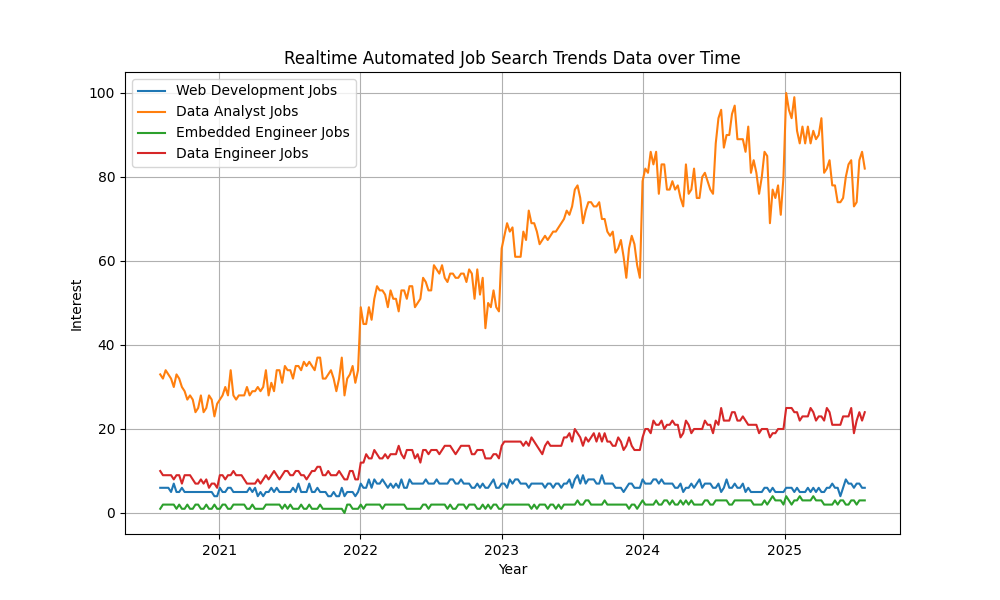 Realtime Automated Job Search Trends Data over Time
Web Development Jobs
Data Analyst Jobs
Embedded Engineer Jobs
Data Engineer Jobs
100
80
60
40
20
0
Interest
2021 2022 2023 2024 2025
Year